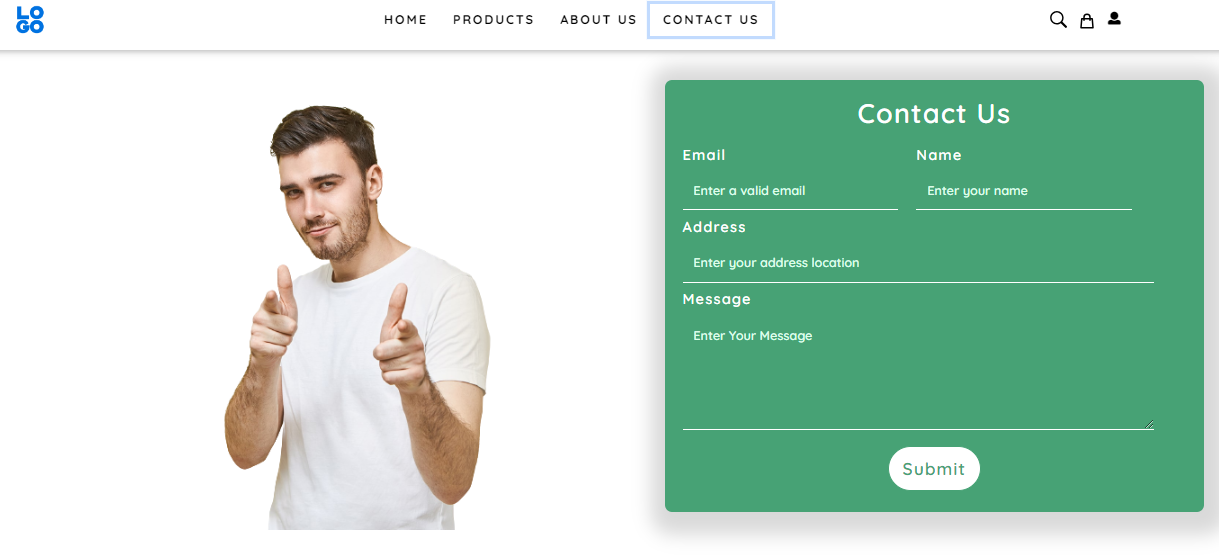 LO
GO
HOME PRODUCTS ABOUT US CONTACT US
Contact Us
Email Name
Enter a valid email Enter your name
Address
Enter your address location
Message
Enter Your Message
Submit